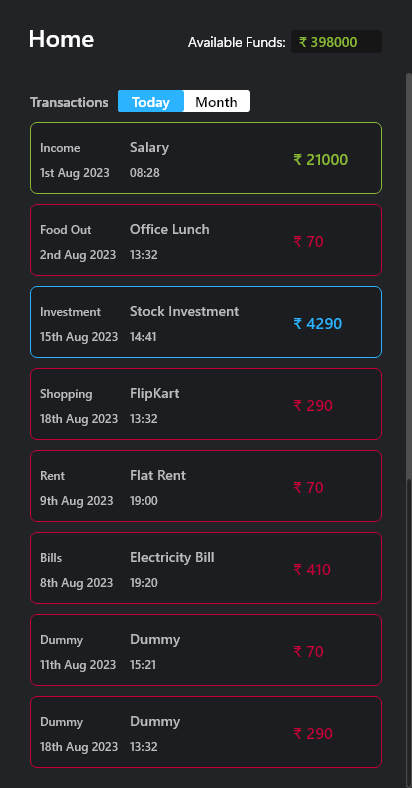 Home
Available Funds: ₹ 398000
Transactions Today Month
Income Salary
₹ 21000
1st Aug 2023 08:28
Food Out Office Lunch
₹ 70
2nd Aug 2023 13:32
Investment Stock Investment
₹ 4290
15th Aug 2023 14:41
Shopping FlipKart
₹ 290
18th Aug 2023 13:32
Rent Flat Rent
₹ 70
9th Aug 2023 19:00
Bills Electricity Bill
₹ 410
8th Aug 2023 19:20
Dummy Dummy
₹ 70
11th Aug 2023 15:21
Dummy Dummy
₹ 290
18th Aug 2023 13:32